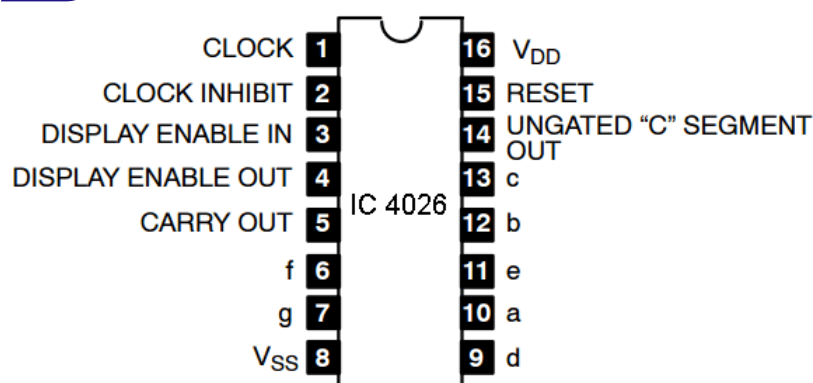 CLOCK 1 16 VDD
CLOCK INHIBIT 2 15 RESET
DISPLAY ENABLE IN 3 14 UNGATED “C” SEGMENT
OUT
DISPLAY ENABLE OUT 4 13 c
IC 4026
CARRY OUT 5 12 b
f 6 11 e
g 7 10 a
VSS 8 9 d